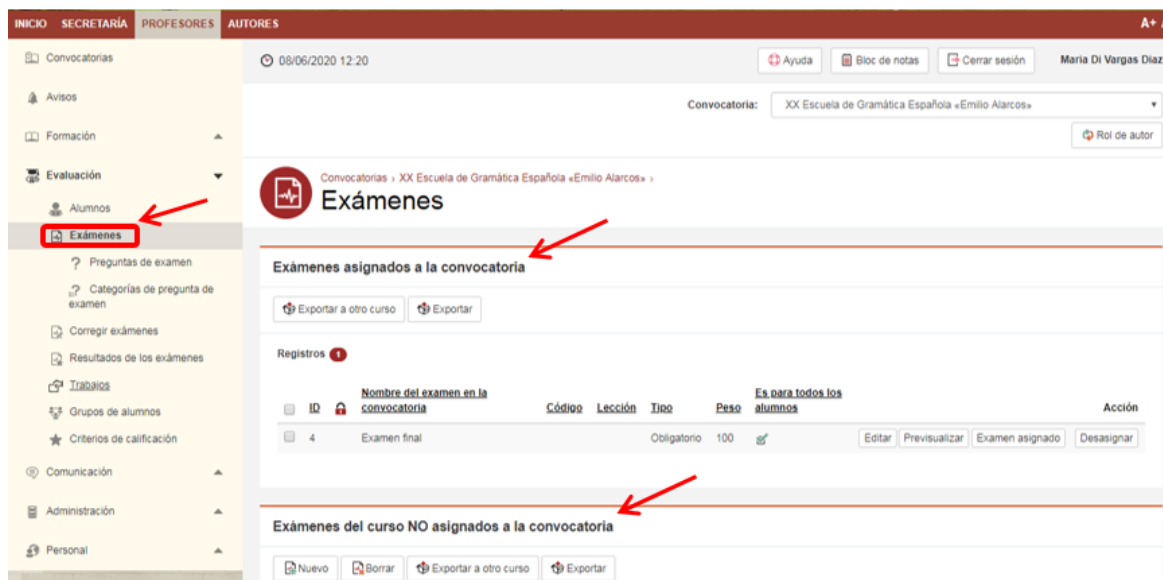 INICIO SECRETARÍA PROFESORES AUTORES A+
Convocatorias
Avisos
Formación
Evaluación
Alumnos
Exámenes
Preguntas de examen
Categorías de pregunta de
examen
Corregir exámenes
Resultados de los exámenes
Trabajos
Grupos de alumnos
Criterios de calificación
Comunicación
Administración
Personal
08/06/2020 12:20 Ayuda Bloc de notas Cerrar sesión Maria Di Vargas Diaz
Convocatoria: XX Escuela de Gramática Española «Emilio Alarcos»
Rol de autor
Convocatorias › XX Escuela de Gramática Española «Emilio Alarcos» ›
Exámenes
Exámenes asignados a la convocatoria
Exportar a otro curso Exportar
Registros 1
ID Nombre del examen en la convocatoria Código Lección Tipo Peso Es para todos los alumnos Acción
4 Examen final Obligatorio 100 Editar Previsualizar Examen asignado Desasignar
Exámenes del curso NO asignados a la convocatoria
Nuevo Borrar Exportar a otro curso Exportar